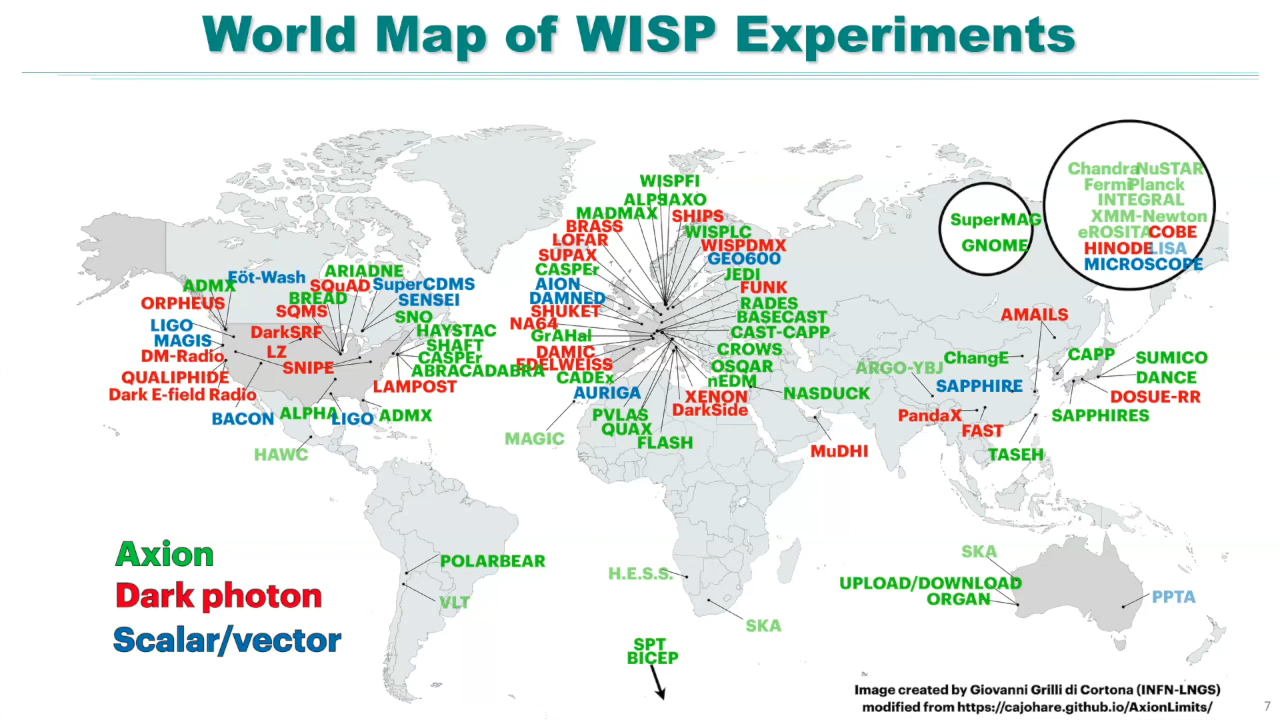 World Map of WISP Experiments
Chandra NuSTAR
Fermi Planck
INTEGRAL
XMM-Newton
eROSITA COBE
HINODE LISA
MICROSCOPE
SuperMAG
GNOME
WISPFI
ALPS IAXO
MADMAX SHIPS
BRASS WISPLC
LOFAR WISPDMX
SUPAX GEO600
CASPEr JEDI
AION FUNK
DAMNED RADES
SHUKET BASECAST
NA64 CAST-CAPP
GrAHal CROWS
DAMIC OSQAR
EDELWEISS nEDM
CADEx
AURIGA XENON
DarkSide
NASDUCK
PVLAS
QUAX
FLASH
MAGIC
MuDHI
Eöt-Wash
ADMX
ORPHEUS
LIGO
MAGIS
DM-Radio
QUALIPHIDE
Dark E-field Radio
BACON
ALPHA
LIGO
ADMX
HAWC
ARIADNE
SQuAD
BREAD
SQMS
DarkSRF
LZ
SNIPE
SuperCDMS
SENSEI
SNO
HAYSTAC
SHAFT
CASPEr
ABRACADABRA
LAMPOST
AMAILS
ARGO-YBJ
ChangE
SAPPHIRE
PandaX
FAST
TASEH
CAPP
SUMICO
DANCE
DOSUE-RR
SAPPHIRES
POLARBEAR
VLT
H.E.S.S.
SKA
SKA
UPLOAD/DOWNLOAD
ORGAN
PPTA
SPT
BICEP
Axion
Dark photon
Scalar/vector
Image created by Giovanni Grilli di Cortona (INFN-LNGS)
modified from https://cajohare.github.io/AxionLimits/
7